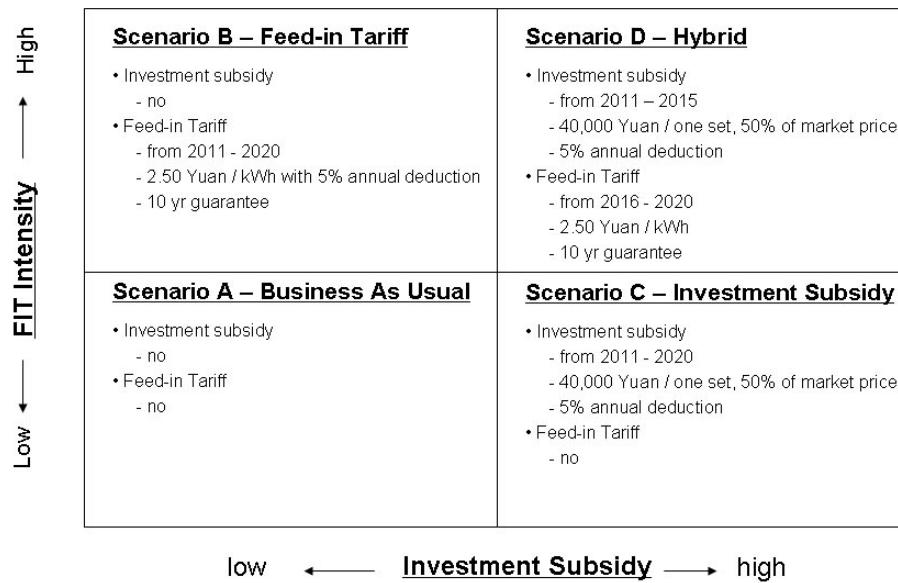 High
FIT Intensity
Low
Scenario B – Feed-in Tariff
• Investment subsidy
- no
• Feed-in Tariff
- from 2011 - 2020
- 2.50 Yuan / kWh with 5% annual deduction
- 10 yr guarantee
Scenario D – Hybrid
• Investment subsidy
- from 2011 – 2015
- 40,000 Yuan / one set, 50% of market price
- 5% annual deduction
• Feed-in Tariff
- from 2016 - 2020
- 2.50 Yuan / kWh
- 10 yr guarantee
Scenario A – Business As Usual
• Investment subsidy
- no
• Feed-in Tariff
- no
Scenario C – Investment Subsidy
• Investment subsidy
- from 2011 - 2020
- 40,000 Yuan / one set, 50% of market price
- 5% annual deduction
• Feed-in Tariff
- no
low Investment Subsidy high